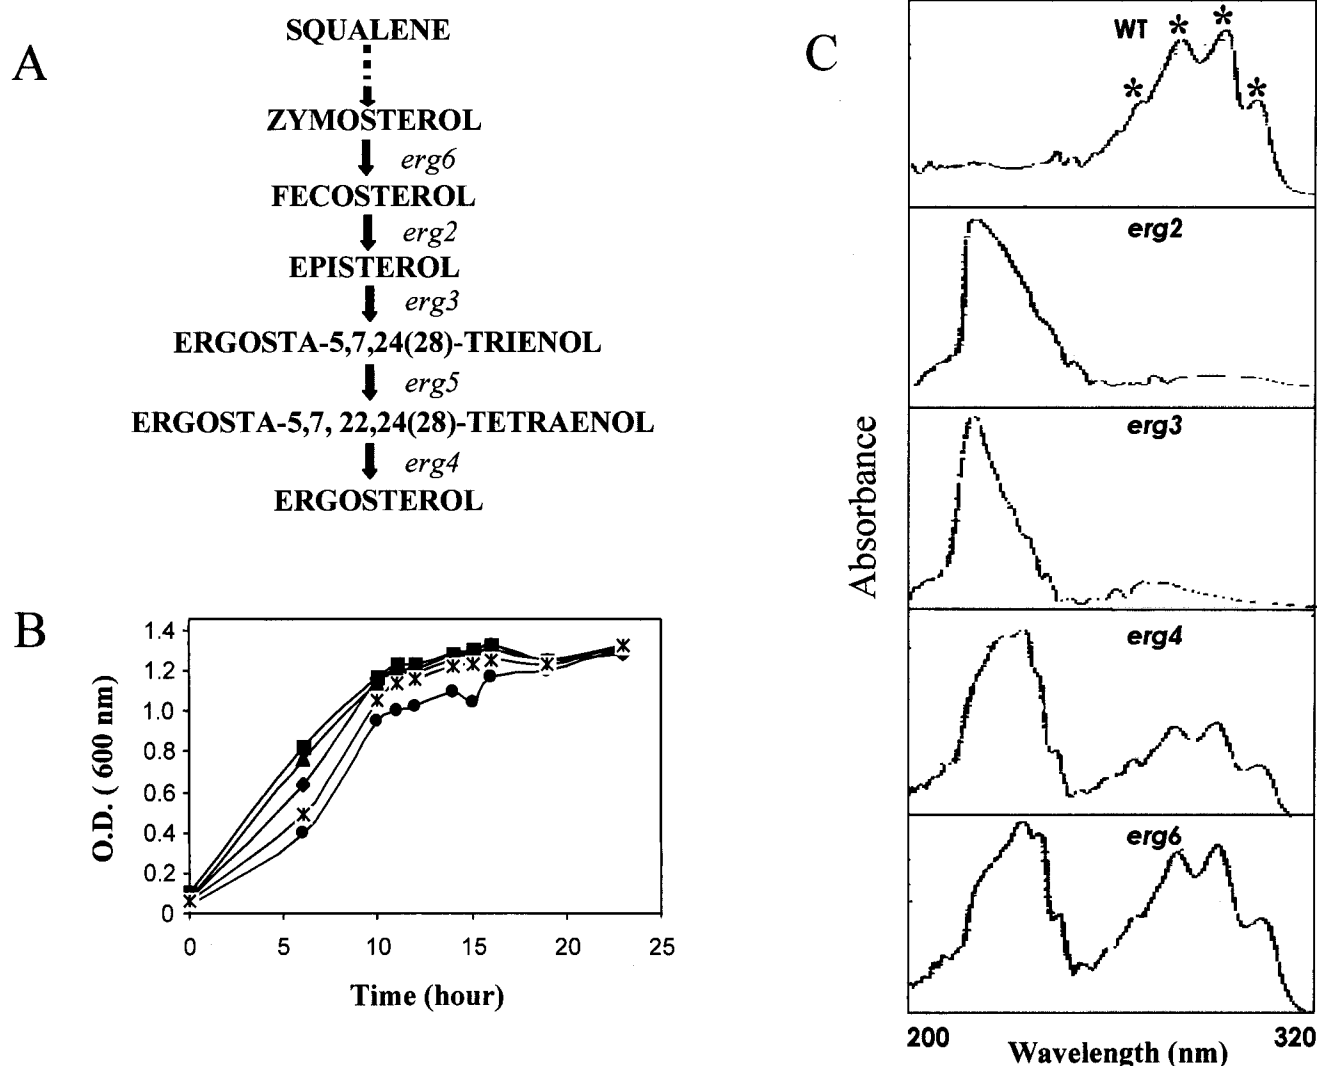 A
SQUALENE
ZYMOSTEROL
erg6
FECOSTEROL
erg2
EPISTEROL
erg3
ERGOSTA-5,7,24(28)-TRIENOL
erg5
ERGOSTA-5,7, 22,24(28)-TETRAENOL
erg4
ERGOSTEROL
B
O.D. ( 600 nm)
1.4
1.2
1.0
0.8
0.6
0.4
0.2
0
0 5 10 15 20 25
Time (hour)
C
Absorbance
WT * * * *
erg2
erg3
erg4
erg6
200 320
Wavelength (nm)